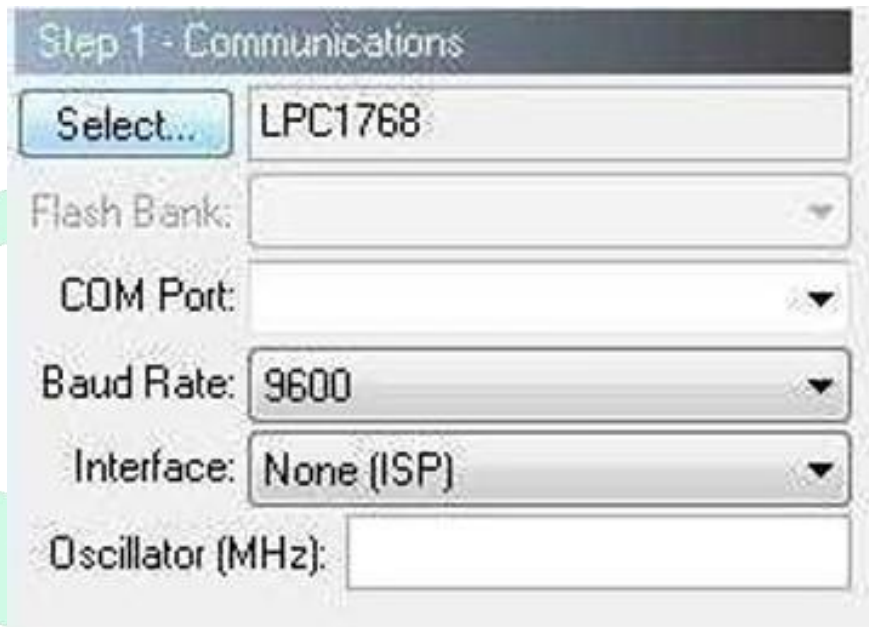 Step 1 - Communications
Select... LPC1768
Flash Bank:
COM Port:
Baud Rate: 9600
Interface: None (ISP)
Oscillator (MHz):